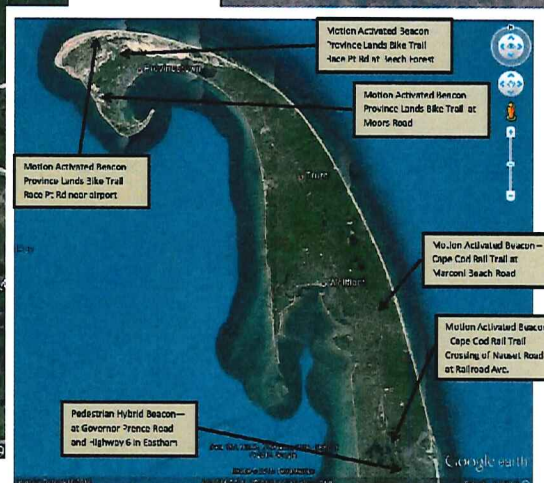 Motion Activated Beacon
Province Lands Bike Trail
Race Pt Rd at Beech Forest
Motion Activated Beacon
Province Lands Bike Trail at
Moors Road
Provincetown
Motion Activated Beacon
Province Lands Bike Trail
Race Pt Rd near airport
Truro
Motion Activated Beacon—
Cape Cod Rail Trail at
Marconi Beach Road
Wellfleet
Motion Activated Beacon
Cape Cod Rail Trail
Crossing of Nauset Road
at Railroad Ave.
Pedestrian Hybrid Beacon—
at Governor Prence Road
and Highway 6 in Eastham
Google earth